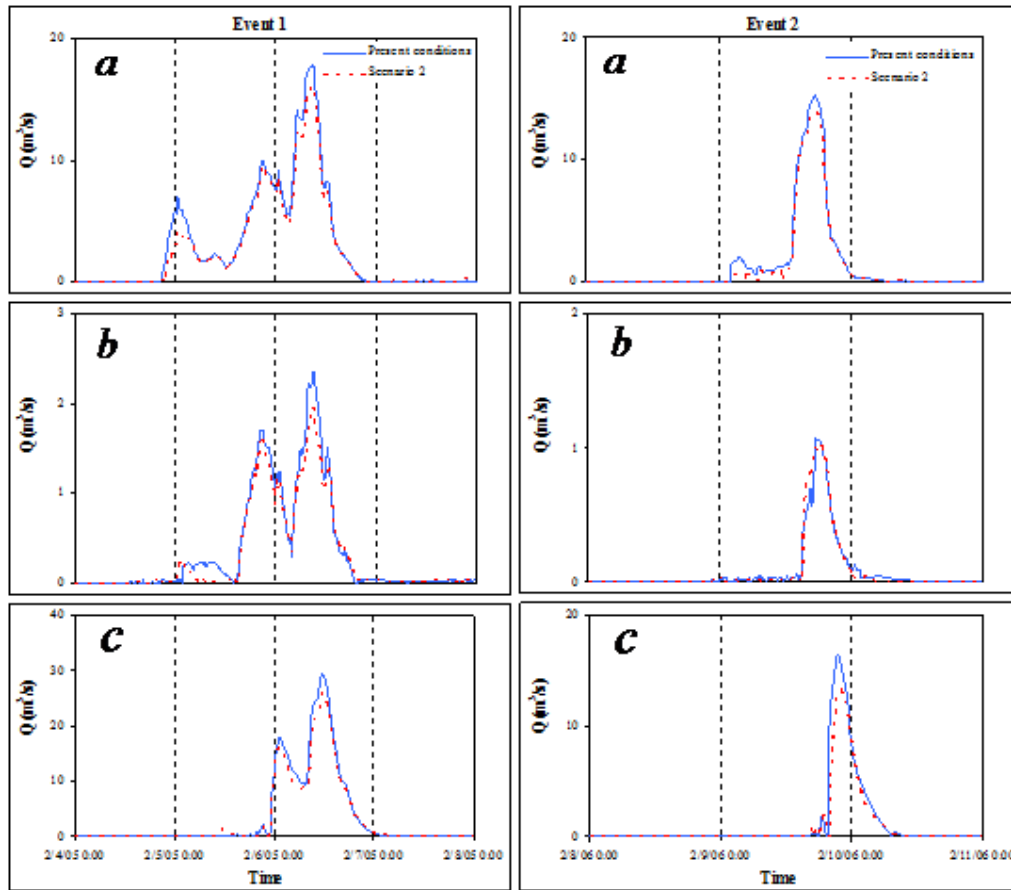 Event 1
a
Present conditions
Scenario 2
20
10
0
Q (m³/s)
b
3
2
1
0
Q (m³/s)
c
40
30
20
10
0
Q (m³/s)
2/4/05 0:00 2/5/05 0:00 2/6/05 0:00 2/7/05 0:00 2/8/05 0:00
Time
Event 2
a
Present conditions
Scenario 2
20
10
0
Q (m³/s)
b
2
1
0
Q (m³/s)
c
20
10
0
Q (m³/s)
2/8/06 0:00 2/9/06 0:00 2/10/06 0:00 2/11/06 0:00
Time